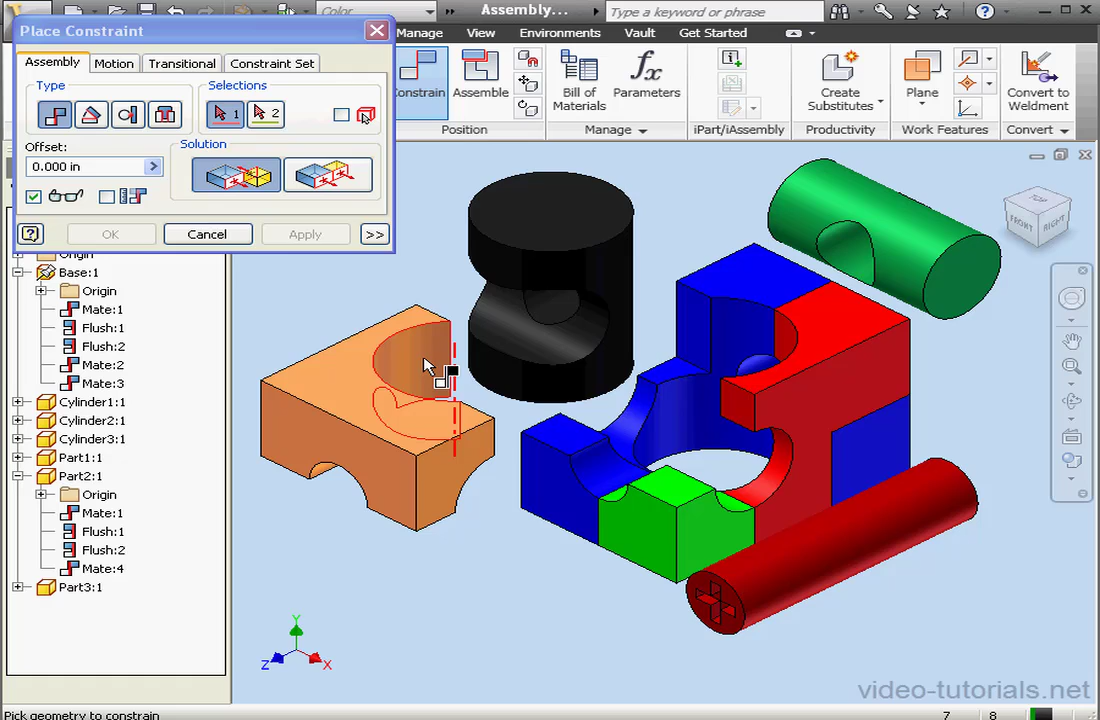 Color
Assembly...
Type a keyword or phrase
Place Constraint
Manage
View
Environments
Vault
Get Started
Assembly
Motion
Transitional
Constraint Set
Type
Selections
1
2
Offset:
0.000 in
Solution
OK
Cancel
Apply
>>
Constrain
Assemble
Bill of
Materials
Parameters
Create
Substitutes
Plane
Convert to
Weldment
Position
Manage
iPart/iAssembly
Productivity
Work Features
Convert
Origin
Base:1
Origin
Mate:1
Flush:1
Flush:2
Mate:2
Mate:3
Cylinder1:1
Cylinder2:1
Cylinder3:1
Part1:1
Part2:1
Origin
Mate:1
Flush:1
Flush:2
Mate:4
Part3:1
TOP
FRONT
RIGHT
Y
Z
X
video-tutorials.net
Pick geometry to constrain
7
8